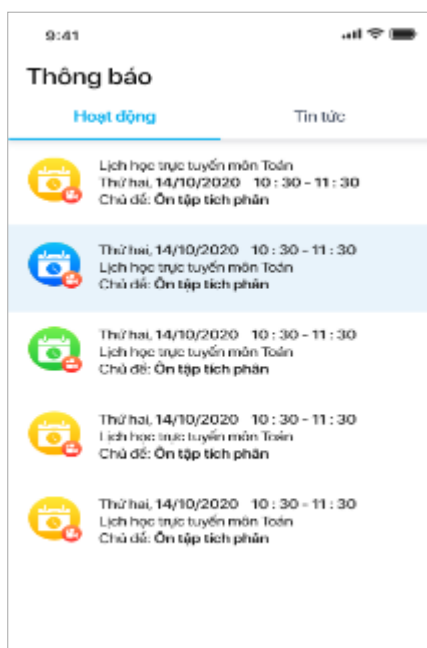 9:41
Thông báo
Hoạt động
Tin tức
Lịch học trực tuyến môn Toán
Thứ hai, 14/10/2020 10 : 30 - 11 : 30
Chủ đề: Ôn tập tích phân
Thứ hai, 14/10/2020 10 : 30 - 11 : 30
Lịch học trực tuyến môn Toán
Chủ đề: Ôn tập tích phân
Thứ hai, 14/10/2020 10 : 30 - 11 : 30
Lịch học trực tuyến môn Toán
Chủ đề: Ôn tập tích phân
Thứ hai, 14/10/2020 10 : 30 - 11 : 30
Lịch học trực tuyến môn Toán
Chủ đề: Ôn tập tích phân
Thứ hai, 14/10/2020 10 : 30 - 11 : 30
Lịch học trực tuyến môn Toán
Chủ đề: Ôn tập tích phân